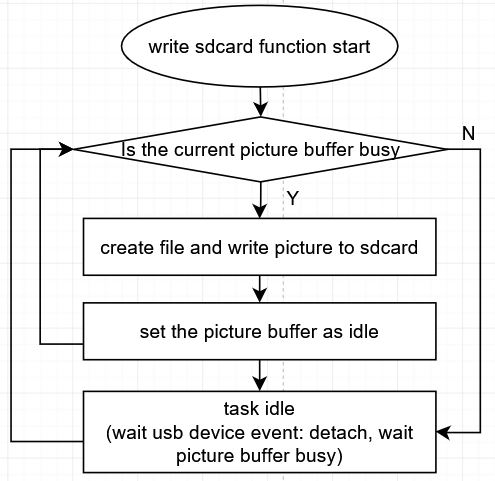 write sdcard function start
Is the current picture buffer busy
N
Y
create file and write picture to sdcard
set the picture buffer as idle
task idle
(wait usb device event: detach, wait
picture buffer busy)